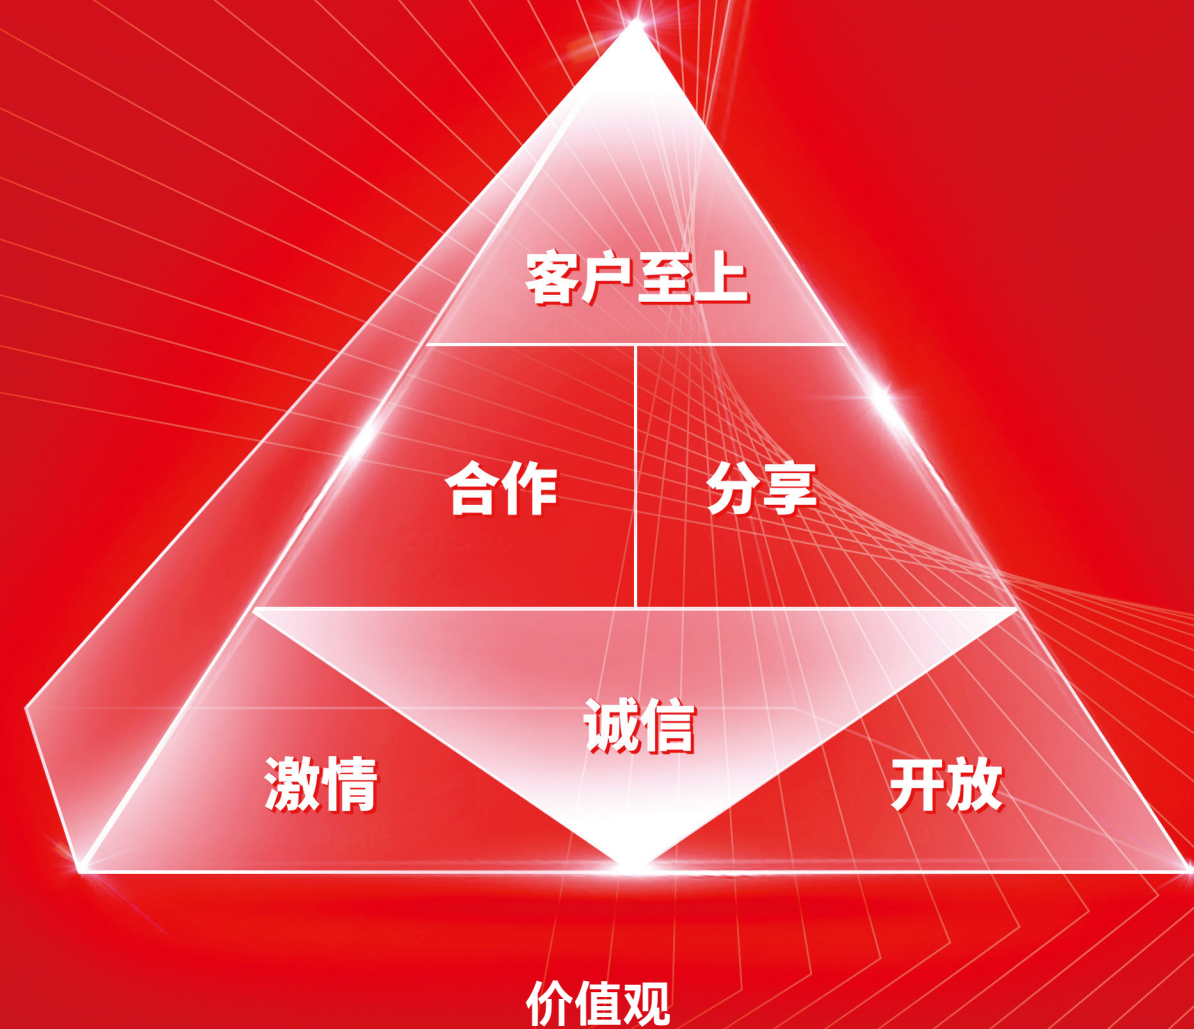 客户至上
合作 分享
诚信
激情 开放
价值观